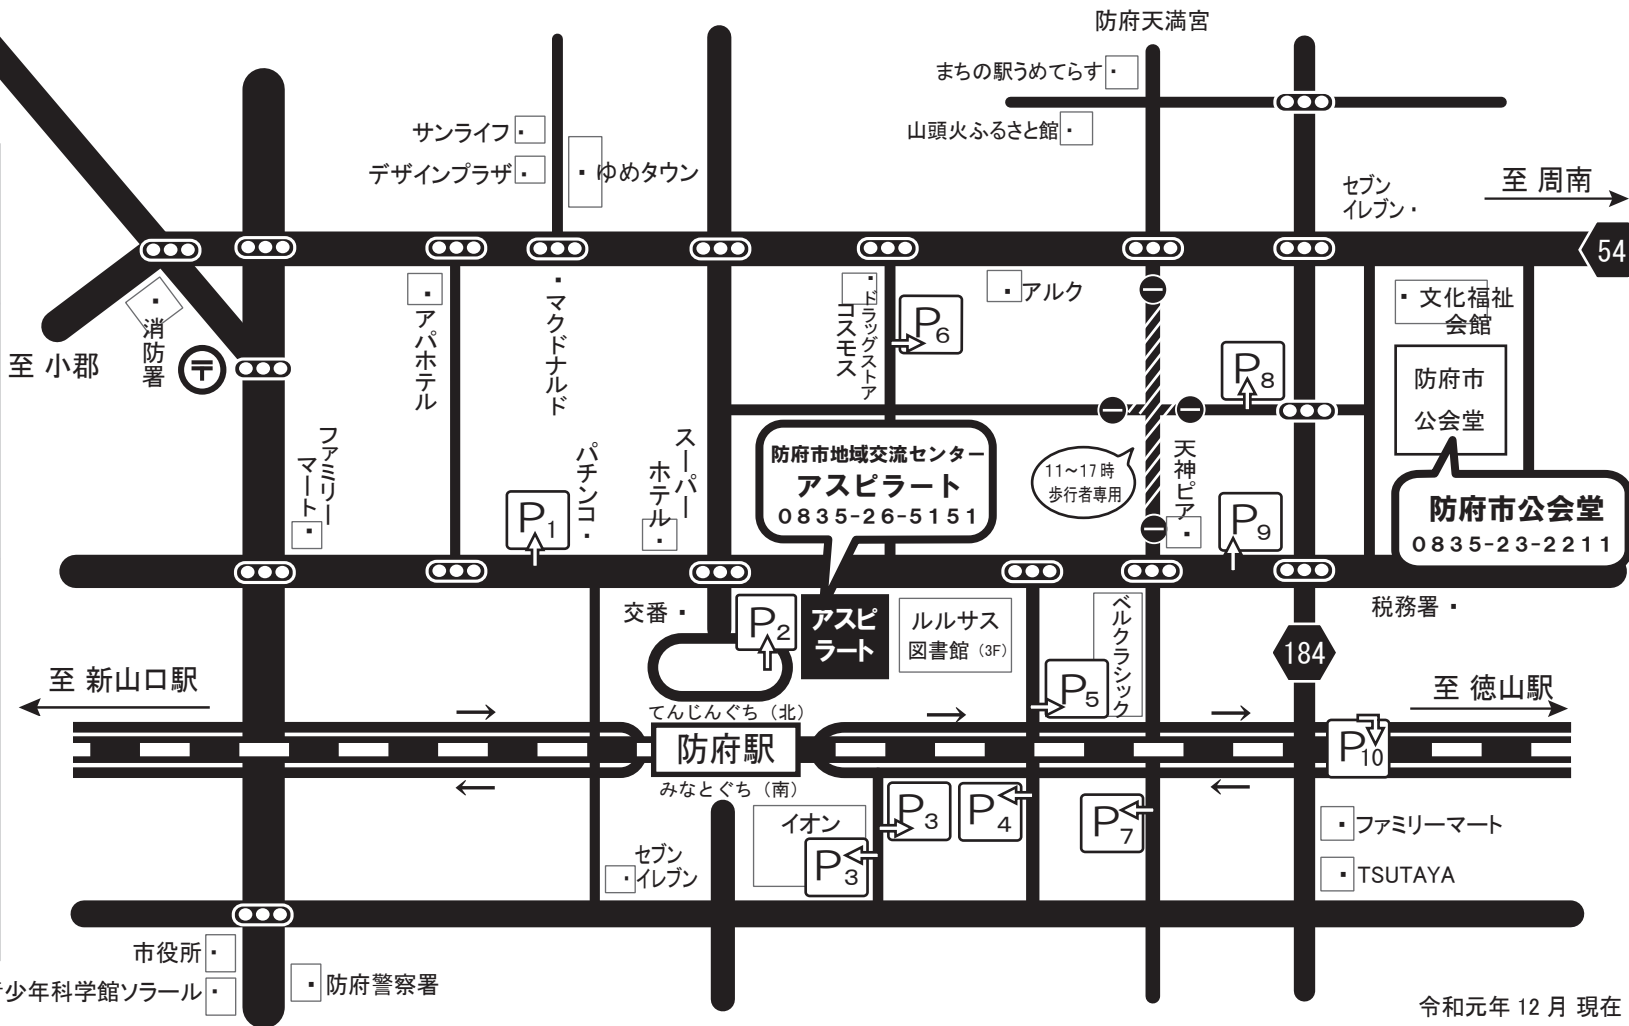 防府天満宮
まちの駅うめてらす
山頭火ふるさと館
サンライフ
デザインプラザ
ゆめタウン
セブン
イレブン
至 周南
54
消防署
〒
至 小郡
アパホテル
マクドナルド
ドラッグストア
コスモス
P6
アルク
文化福祉
会館
P8
防府市
公会堂
ファミリー
マート
P1
パチンコ
スーパー
ホテル
防府市地域交流センター
アスピラート
0835-26-5151
11～17時
歩行者専用
天神ピア
P9
防府市公会堂
0835-23-2211
交番
P2
アスピ
ラート
ルルサス
図書館（3F）
ベルクラシック
P5
税務署
184
至 新山口駅
至 徳山駅
てんじんぐち（北）
防府駅
みなとぐち（南）
P10
イオン
P3
P3
P4
P7
セブン
イレブン
ファミリーマート
TSUTAYA
市役所
少年科学館ソラール
防府警察署
令和元年 12 月 現在